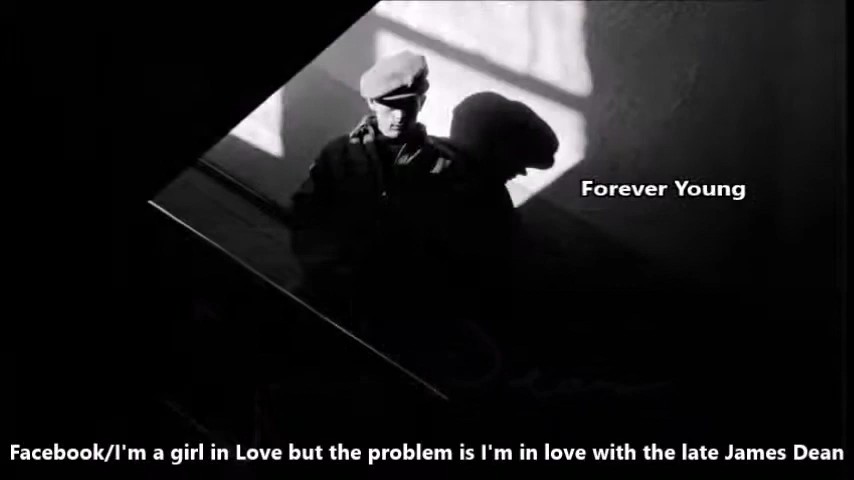 Forever Young
Facebook/I'm a girl in Love but the problem is I'm in love with the late James Dean